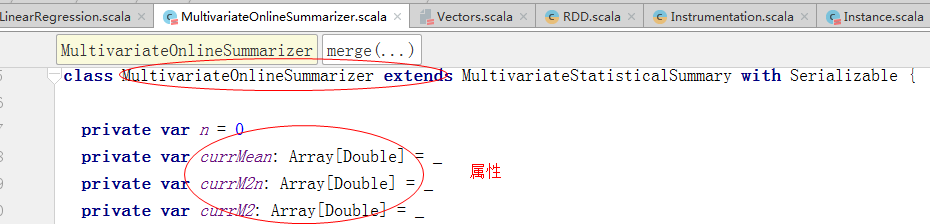 LinearRegression.scala MultivariateOnlineSummarizer.scala Vectors.scala RDD.scala Instrumentation.scala Instance.scala
MultivariateOnlineSummarizer merge(...)
class MultivariateOnlineSummarizer extends MultivariateStatisticalSummary with Serializable {
private var n = 0
private var currMean: Array[Double] = _
属性
private var currM2n: Array[Double] = _
private var currM2: Array[Double] = _